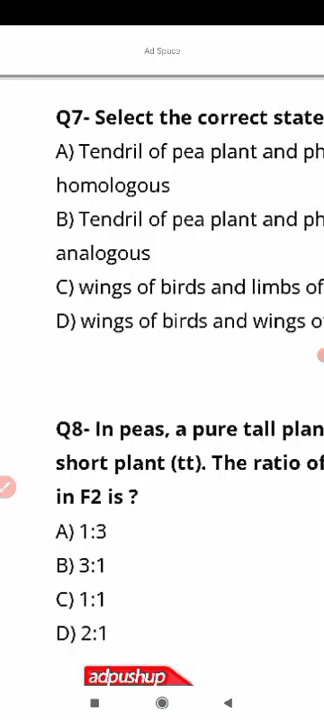 Ad Space
Q7- Select the correct state
A) Tendril of pea plant and ph
homologous
B) Tendril of pea plant and ph
analogous
C) wings of birds and limbs of
D) wings of birds and wings o
Q8- In peas, a pure tall plan
short plant (tt). The ratio of
in F2 is ?
A) 1:3
B) 3:1
C) 1:1
D) 2:1
adpushup